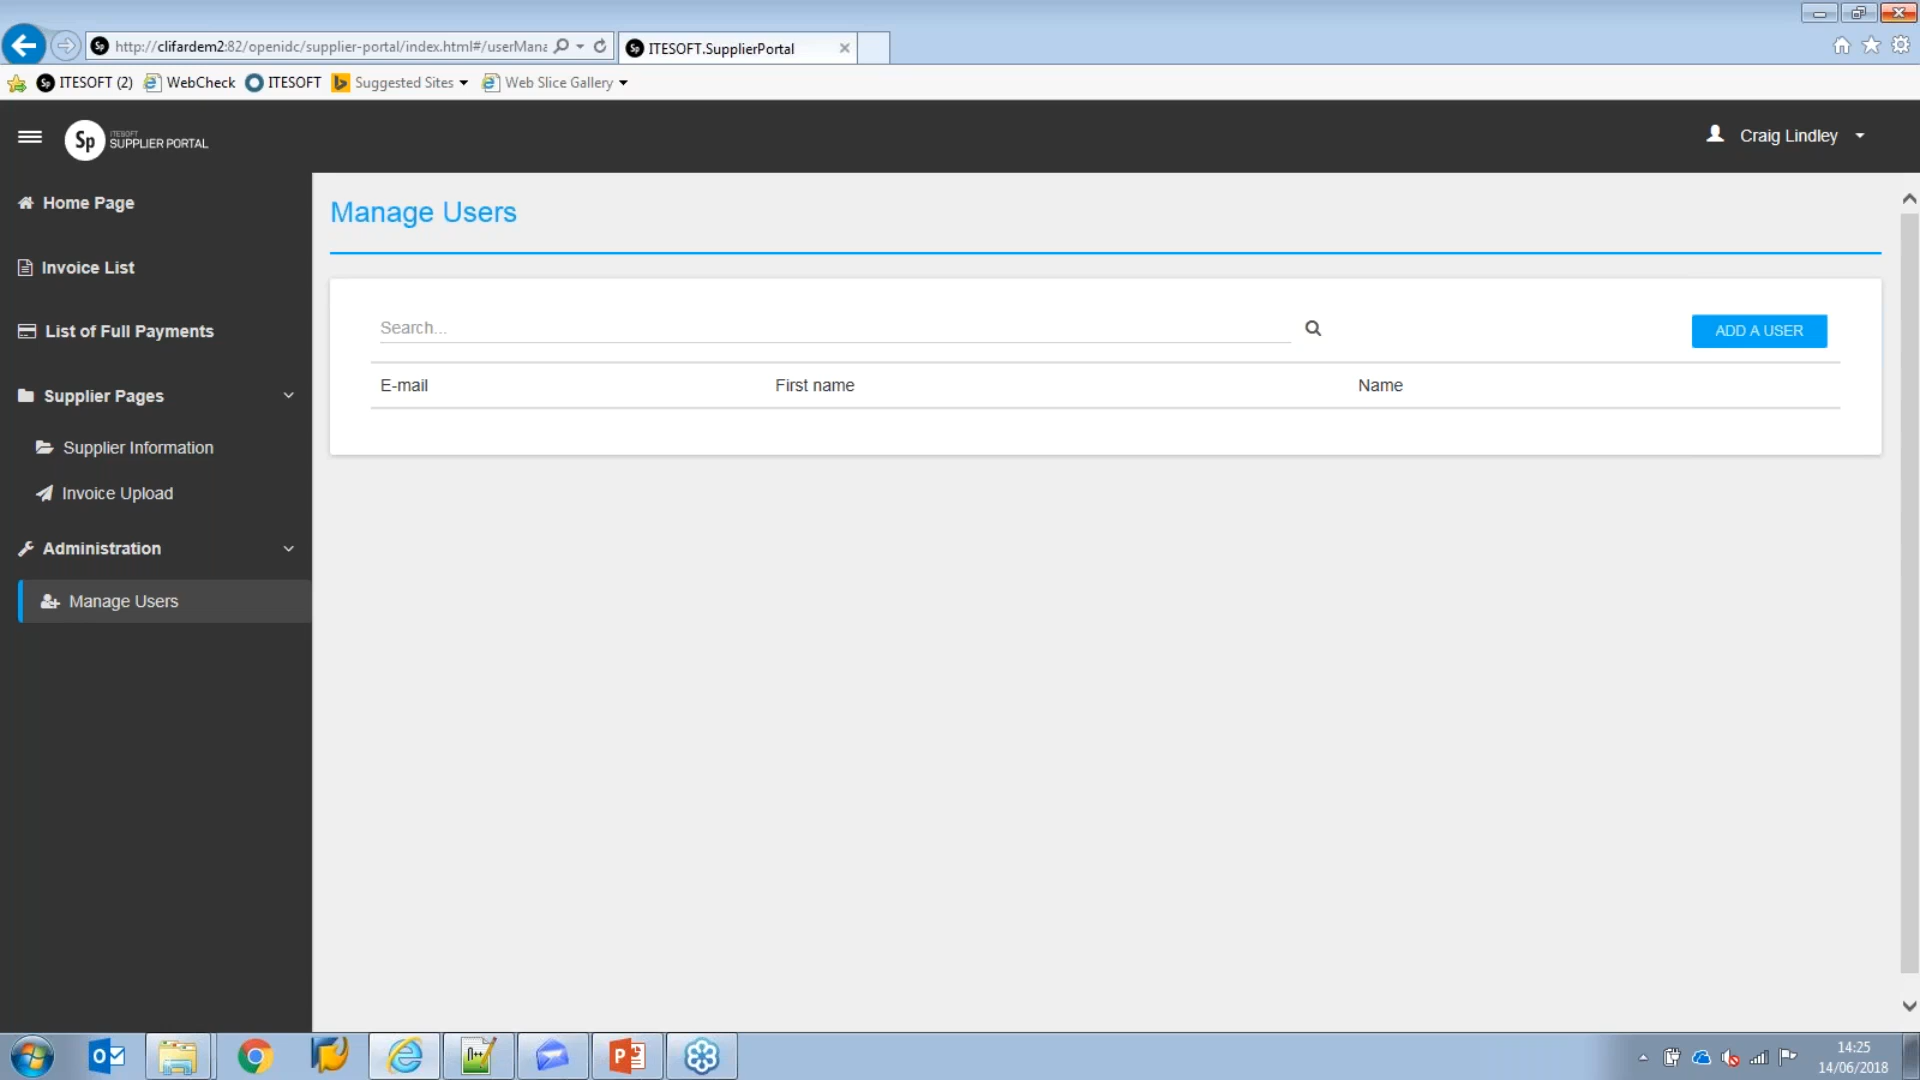 http://clifardem2:82/openidc/supplier-portal/index.html#/userMana
ITESOFT.SupplierPortal
ITESOFT (2)
WebCheck
ITESOFT
Suggested Sites
Web Slice Gallery
Sp
ITESOFT
SUPPLIER PORTAL
Craig Lindley
Home Page
Invoice List
List of Full Payments
Supplier Pages
Supplier Information
Invoice Upload
Administration
Manage Users
Manage Users
Search...
ADD A USER
E-mail
First name
Name
14:25
14/06/2018